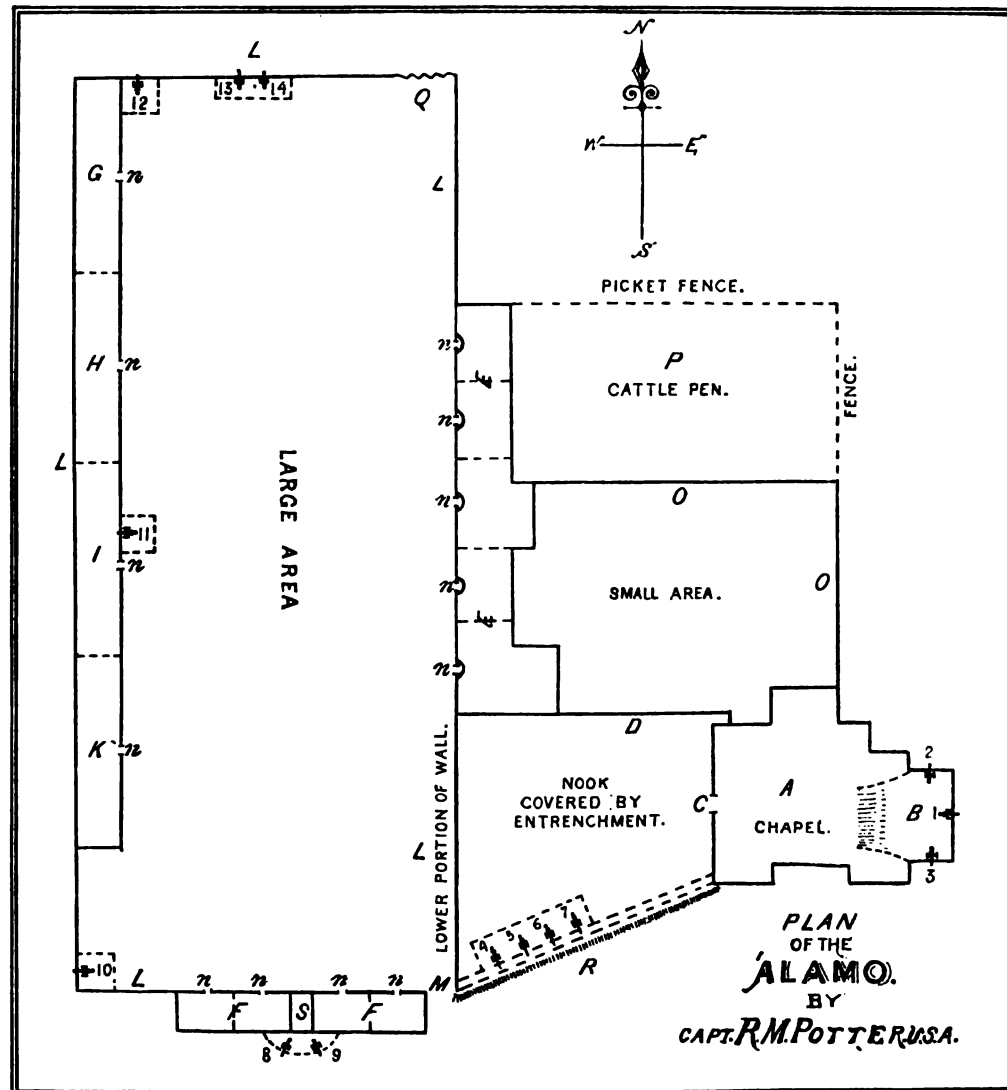 L
N
12
13
14
Q
W
E
G
n
L
S
PICKET FENCE.
n
H
n
E
P
CATTLE PEN.
FENCE.
n
L
LARGE AREA
n
O
11
I
n
n
SMALL AREA.
O
E
n
K
n
LOWER PORTION OF WALL.
D
NOOK
COVERED BY
ENTRENCHMENT.
C
A
CHAPEL.
2
B
1
3
L
4
5
6
7
R
M
10
L
n
n
n
n
F
S
F
8
9
PLAN
OF THE
ALAMO.
BY
CAPT. R.M. POTTER U.S.A.